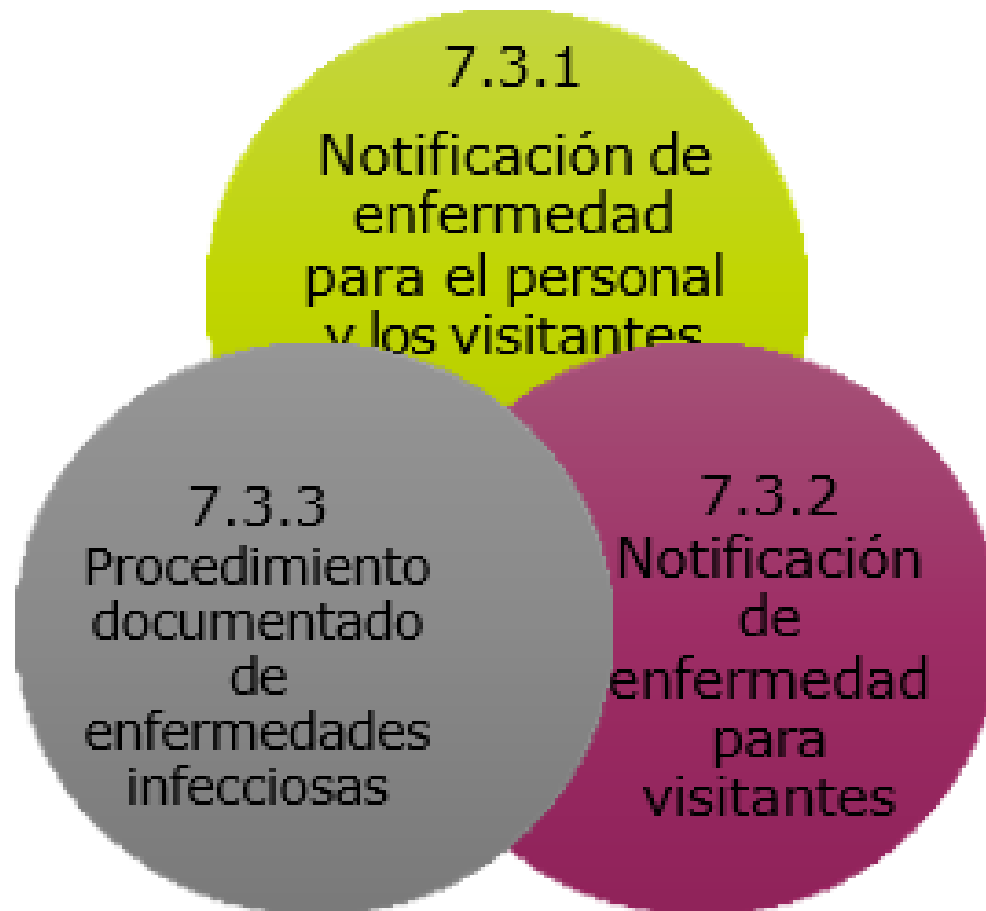 7.3.1
Notificación de
enfermedad
para el personal
y los visitantes
7.3.3
Procedimiento
documentado
de
enfermedades
infecciosas
7.3.2
Notificación
de
enfermedad
para
visitantes